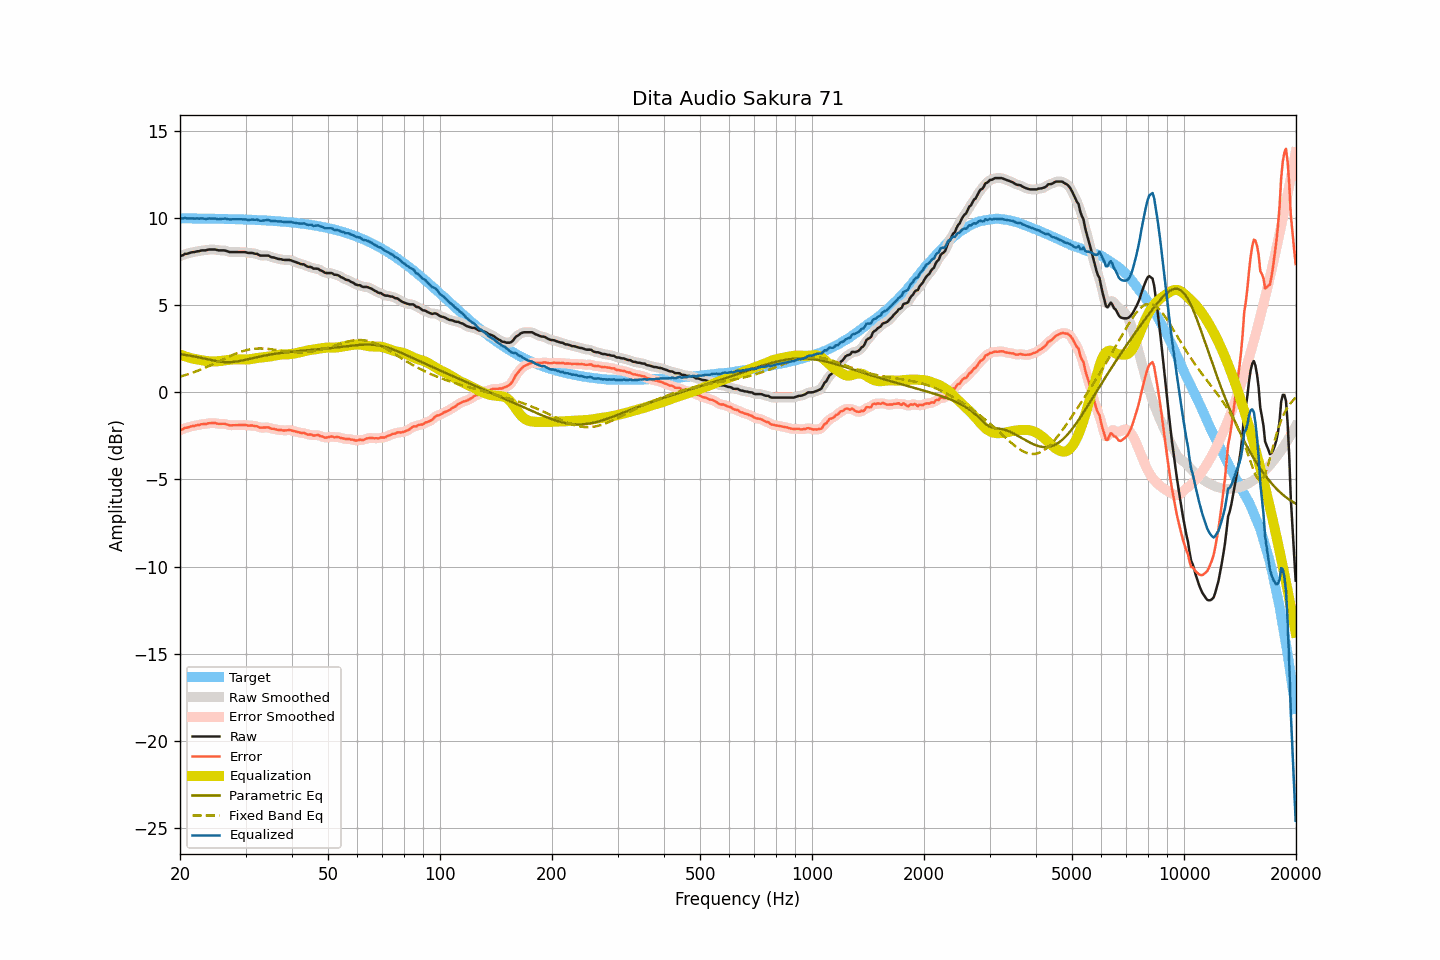 Dita Audio Sakura 71
15
10
5
0
−5
−10
−15
−20
−25
Amplitude (dBr)
Target
Raw Smoothed
Error Smoothed
Raw
Error
Equalization
Parametric Eq
Fixed Band Eq
Equalized
20 50 100 200 500 1000 2000 5000 10000 20000
Frequency (Hz)